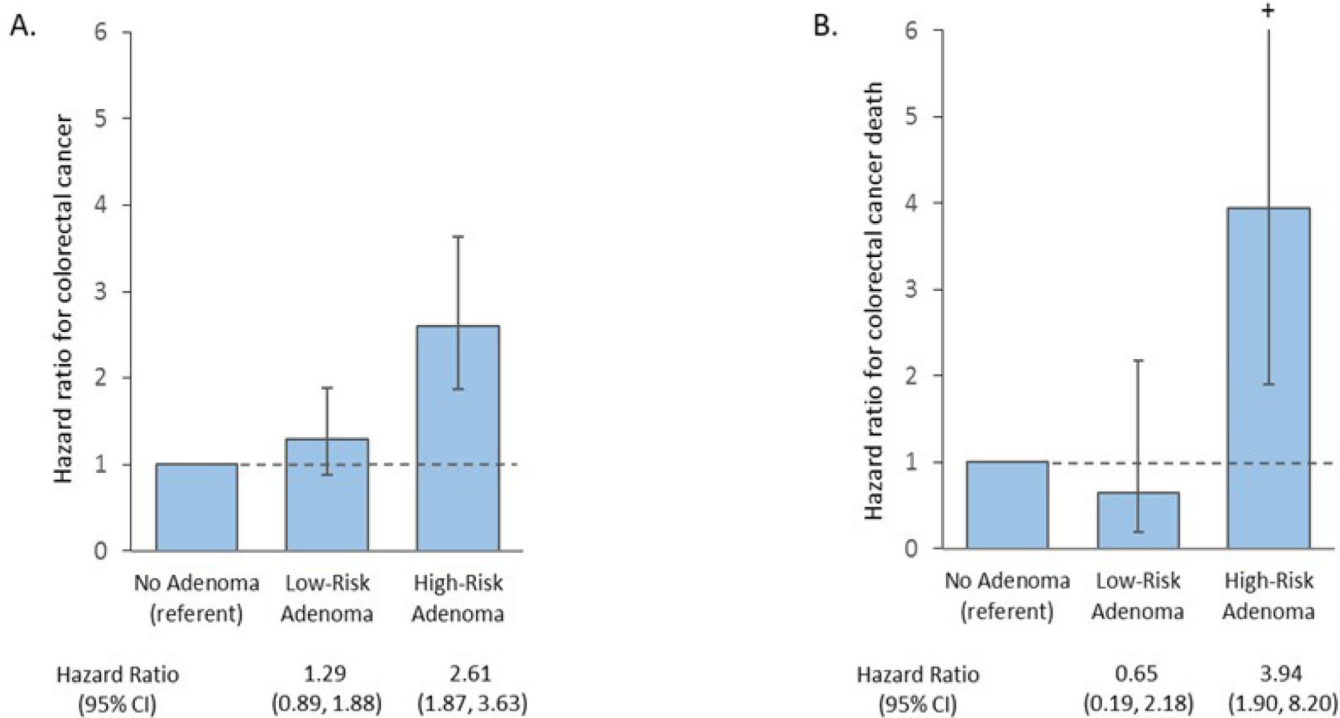 A.
Hazard ratio for colorectal cancer
6
5
4
3
2
1
0
No Adenoma
(referent)
Low-Risk
Adenoma
High-Risk
Adenoma
Hazard Ratio
(95% CI)
1.29
(0.89, 1.88)
2.61
(1.87, 3.63)
B.
Hazard ratio for colorectal cancer death
+
6
5
4
3
2
1
0
No Adenoma
(referent)
Low-Risk
Adenoma
High-Risk
Adenoma
Hazard Ratio
(95% CI)
0.65
(0.19, 2.18)
3.94
(1.90, 8.20)